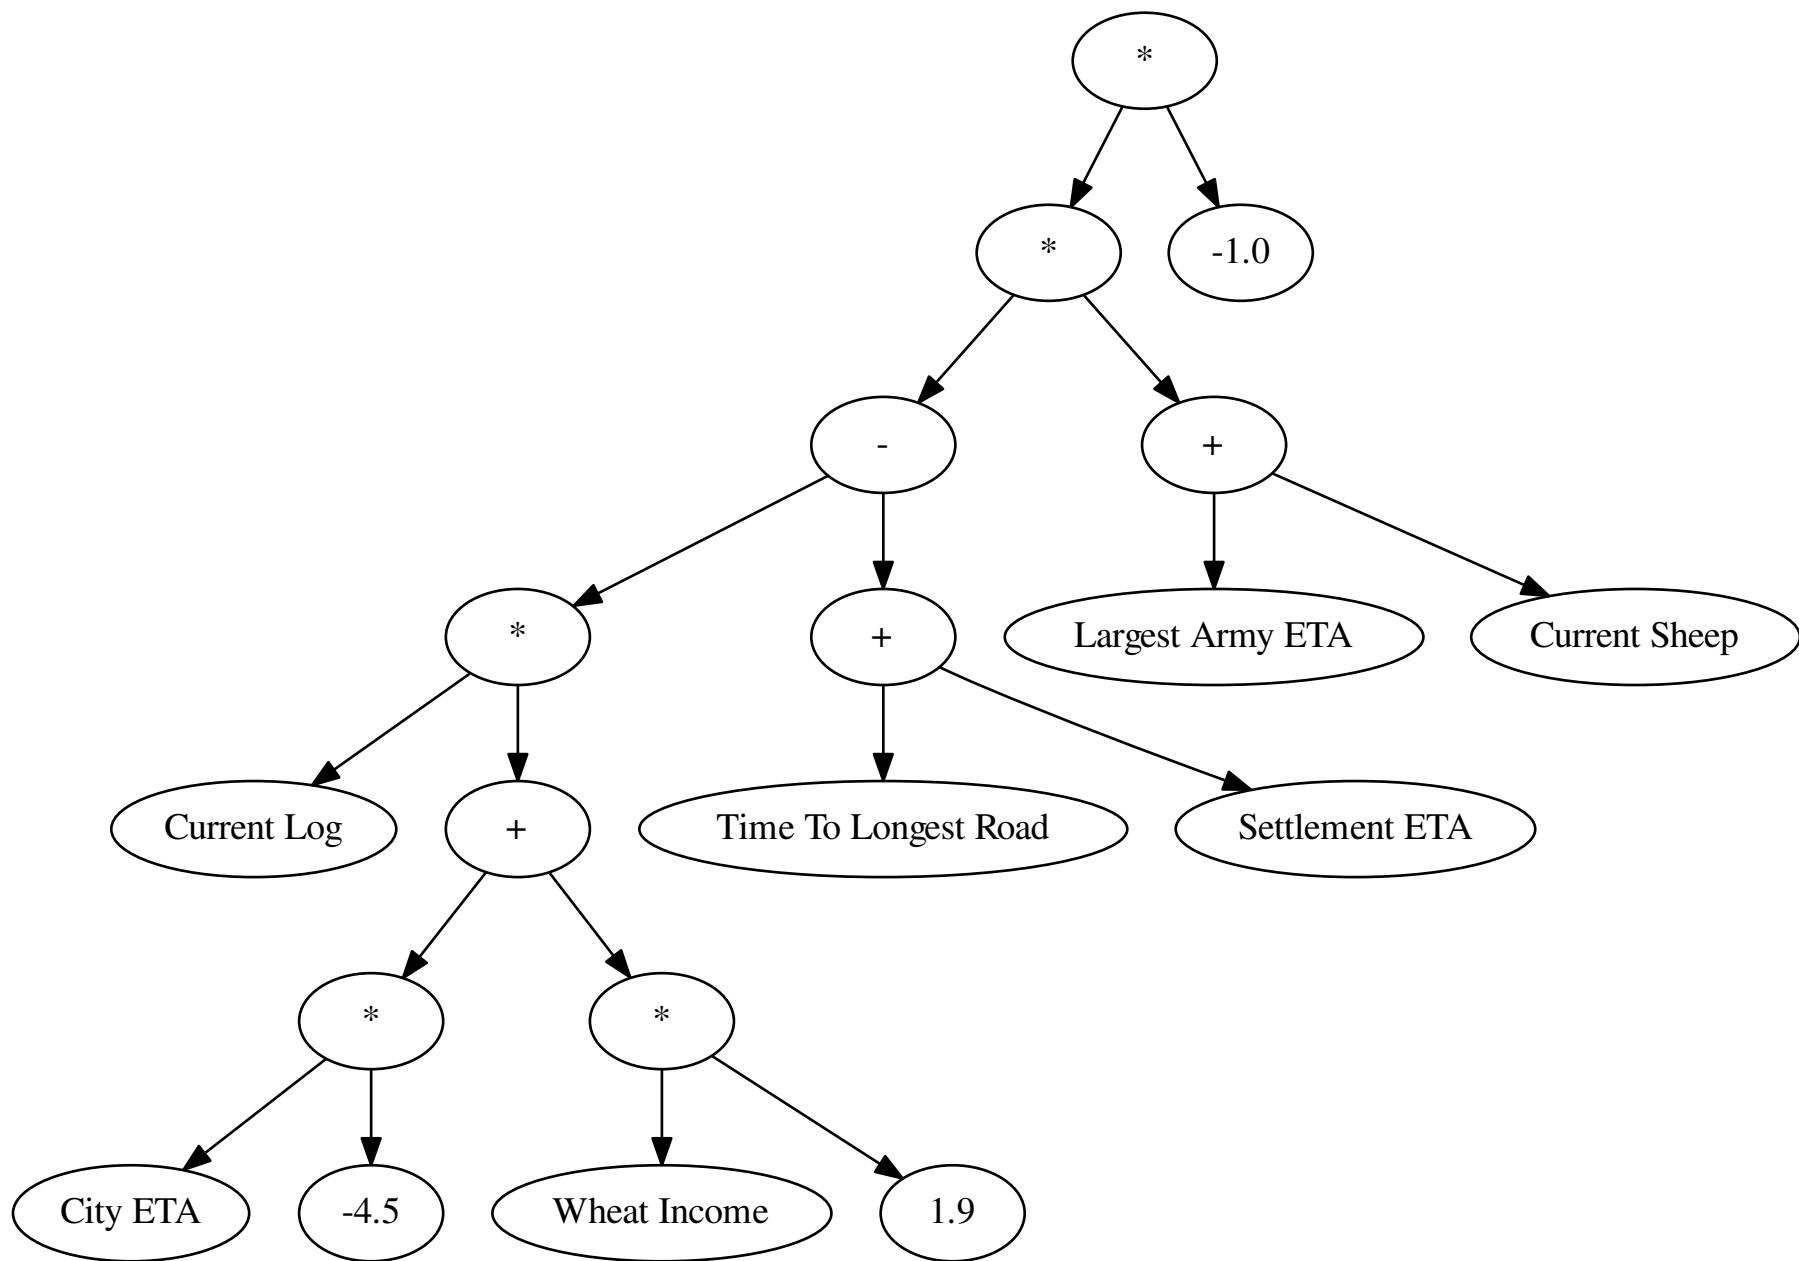 *
*
-1.0
-
+
*
+
Largest Army ETA
Current Sheep
Current Log
+
Time To Longest Road
Settlement ETA
*
*
City ETA
-4.5
Wheat Income
1.9